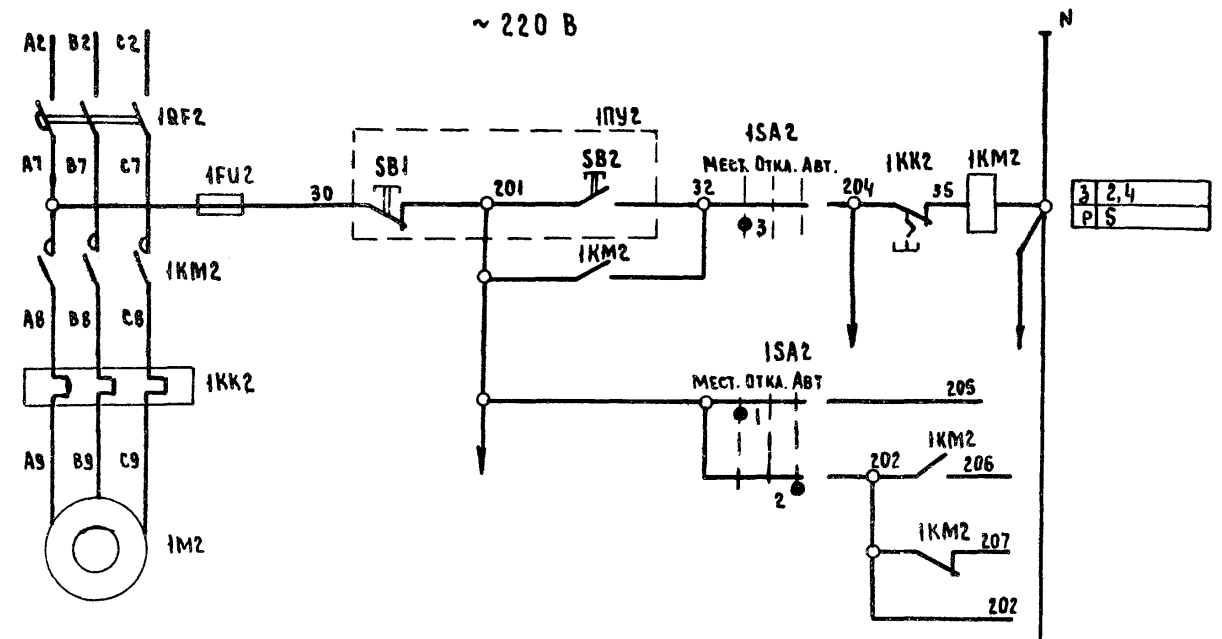 ~ 220 В
N
A2 B2 C2
1QF2
A7 B7 C7
1FU2
30
1ПУ2
SB1
SB2
201
32
1SA2
МЕСТ. ОТКЛ. АВТ.
3
204
1KK2
35
1KM2
З 2,4
Р 5
1KM2
1KM2
A8 B8 C8
1KK2
1SA2
МЕСТ. ОТКЛ. АВТ
1
205
2
202
1KM2
206
A9 B9 C9
1KM2
207
1M2
202